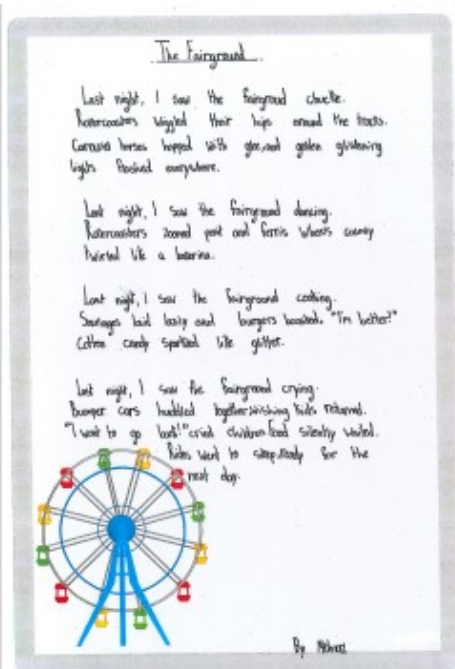 The Fairground
Last night, I saw the fairground
Rollercoasters wiggled their hips around the tracks.
Carousel horses hopped with glee, and golden glistening
lights flashed everywhere.
Last night, I saw the fairground dancing.
Rollercoasters zoomed past and ferris wheels
twirled like a balerina.
Last night, I saw the fairground cooking.
Sausages laid lazily and burgers boasted, "I'm better!"
Cotton candy sparkled like glitter.
Last night, I saw the fairground crying.
Bumper cars huddled together, wishing kids returned.
"I want to go back!" cried children. Food silently waited.
Rides went to sleep, ready for the
next day.
By